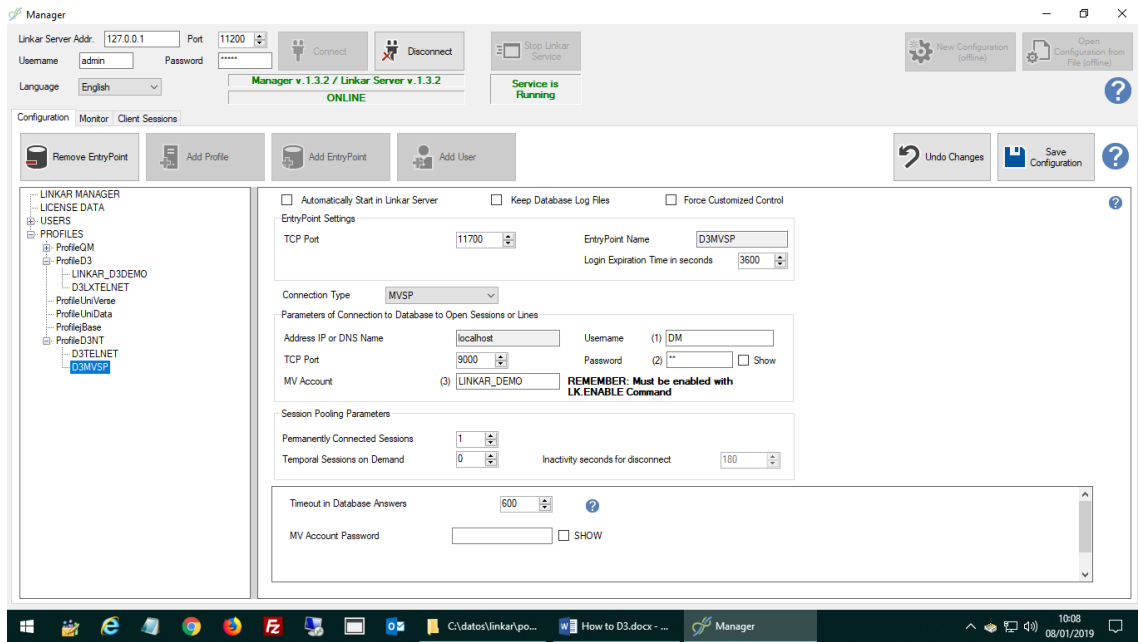 Manager
Linkar Server Addr. 127.0.0.1 Port 11200 Connect Disconnect Stop Linkar Service New Configuration (offline) Open Configuration from File (offline)
Username admin Password *****
Language English
Manager v.1.3.2 / Linkar Server v.1.3.2
ONLINE
Service is Running
Configuration Monitor Client Sessions
Remove EntryPoint Add Profile Add EntryPoint Add User Undo Changes Save Configuration
LINKAR MANAGER
LICENSE DATA
USERS
PROFILES
ProfileQM
ProfileD3
LINKAR_D3DEMO
D3LXTELNET
ProfileUniVerse
ProfileUniData
ProfilejBase
ProfileD3NT
D3TELNET
D3MVSP
Automatically Start in Linkar Server Keep Database Log Files Force Customized Control
EntryPoint Settings
TCP Port 11700 EntryPoint Name D3MVSP
Login Expiration Time in seconds 3600
Connection Type MVSP
Parameters of Connection to Database to Open Sessions or Lines
Address IP or DNS Name localhost Username (1) DM
TCP Port 9000 Password (2) ** Show
MV Account (3) LINKAR_DEMO REMEMBER: Must be enabled with
LK.ENABLE Command
Session Pooling Parameters
Permanently Connected Sessions 1
Temporal Sessions on Demand 0 Inactivity seconds for disconnect 180
Timeout in Database Answers 600
MV Account Password SHOW
C:\datos\linkar\po... How to D3.docx - ... Manager 10:08
08/01/2019